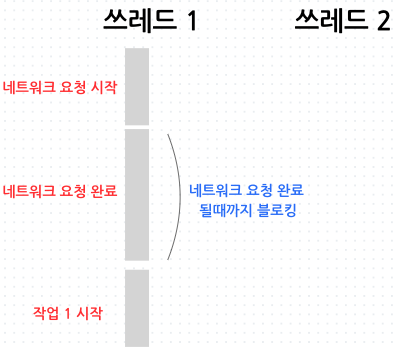 쓰레드 1
쓰레드 2
네트워크 요청 시작
네트워크 요청 완료
네트워크 요청 완료
될때까지 블로킹
작업 1 시작